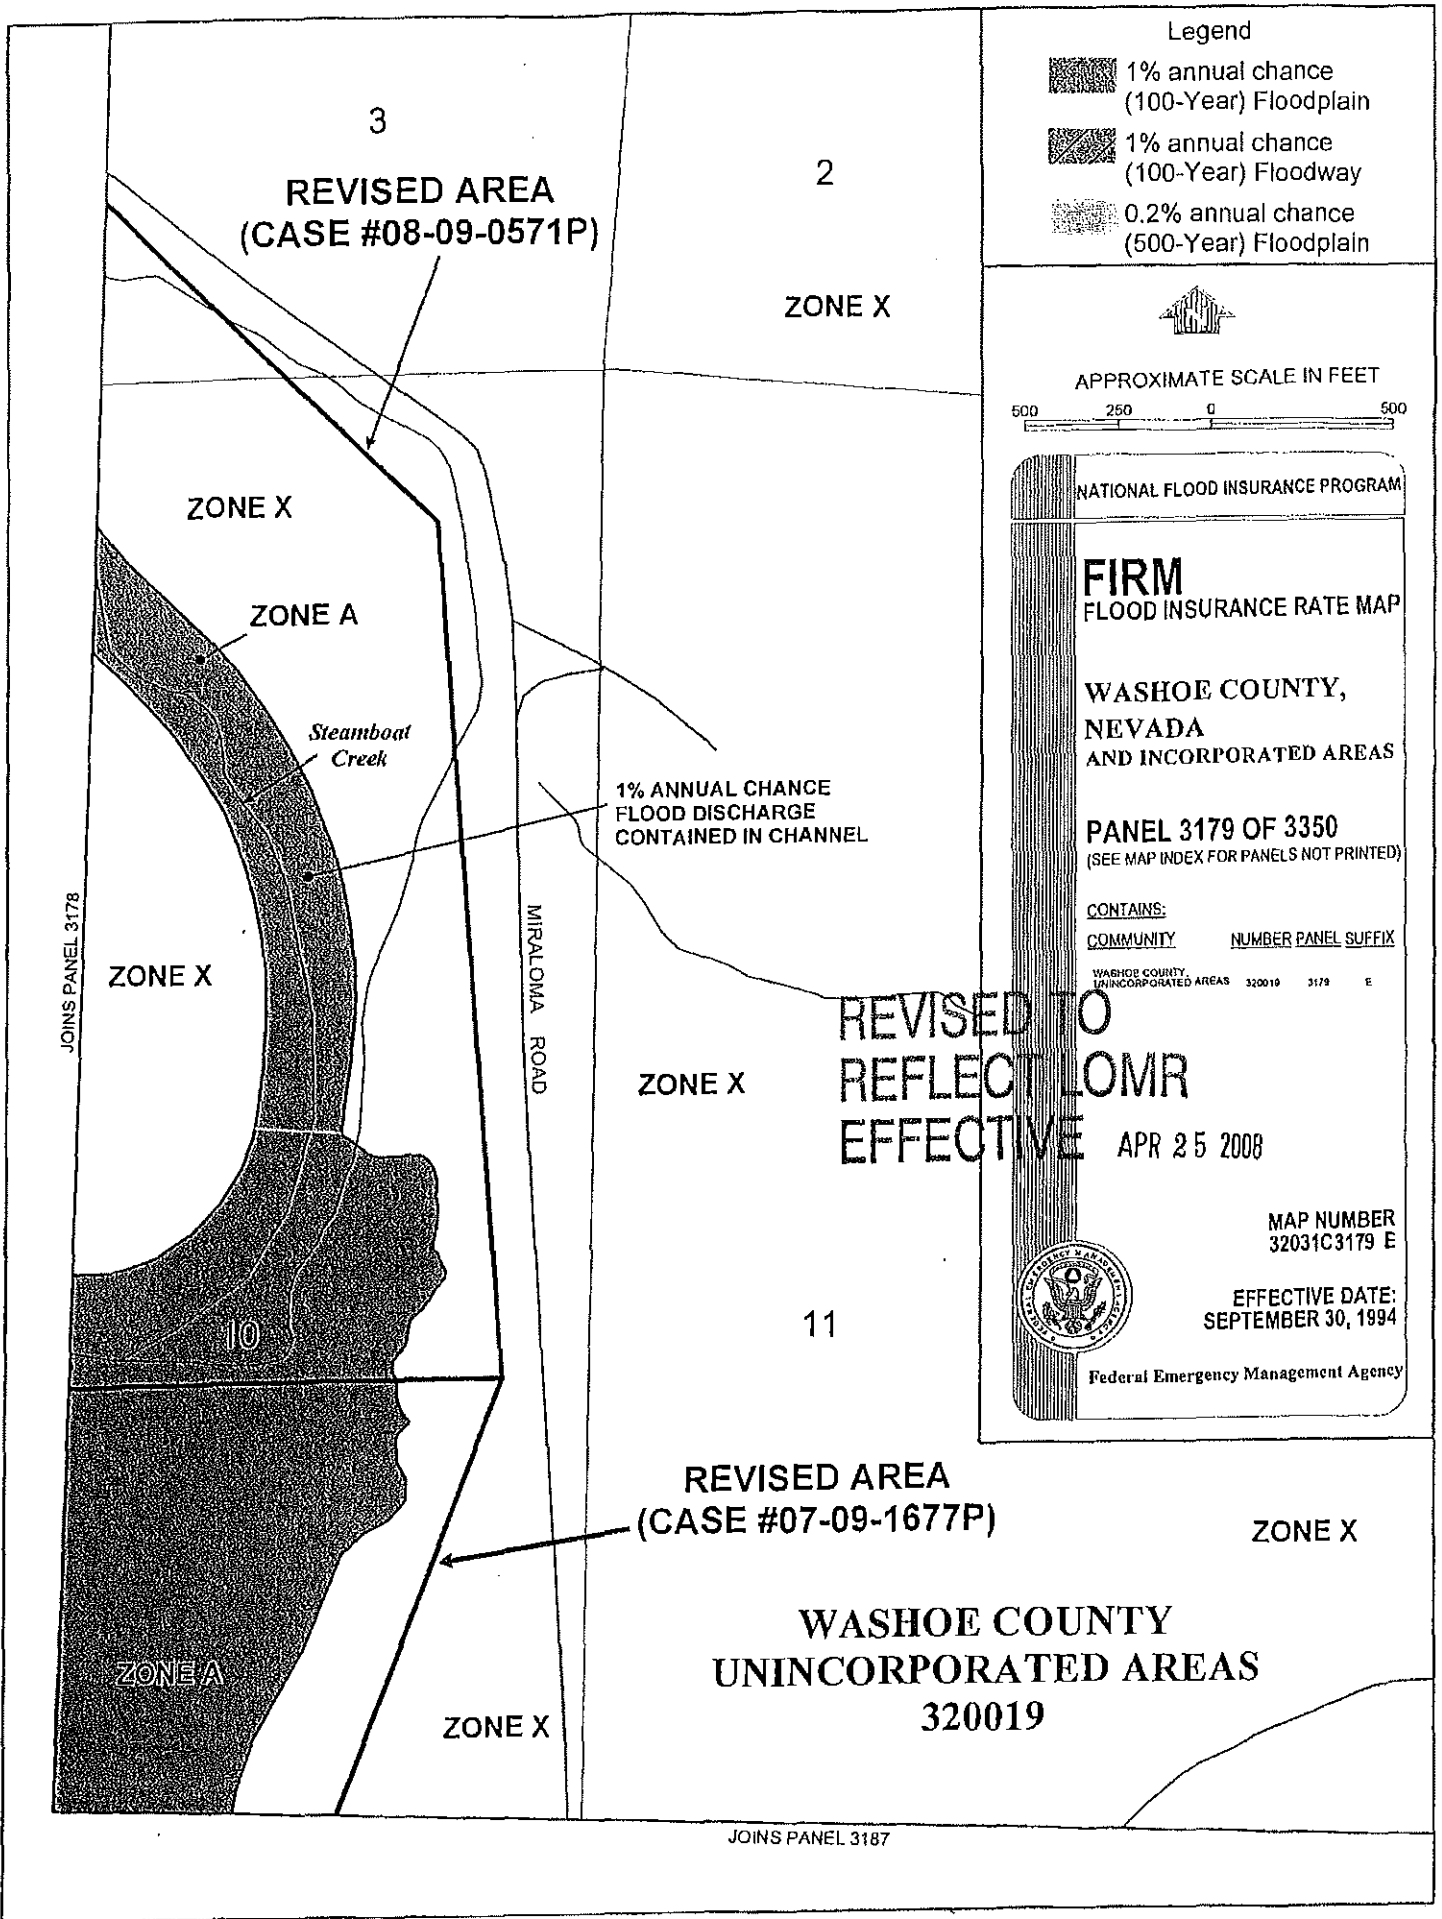 Legend
1% annual chance
(100-Year) Floodplain
1% annual chance
(100-Year) Floodway
0.2% annual chance
(500-Year) Floodplain
3
2
REVISED AREA
(CASE #08-09-0571P)
ZONE X
APPROXIMATE SCALE IN FEET
500 250 0 500
NATIONAL FLOOD INSURANCE PROGRAM
FIRM
FLOOD INSURANCE RATE MAP
WASHOE COUNTY,
NEVADA
AND INCORPORATED AREAS
PANEL 3179 OF 3350
(SEE MAP INDEX FOR PANELS NOT PRINTED)
CONTAINS:
COMMUNITY NUMBER PANEL SUFFIX
WASHOE COUNTY,
UNINCORPORATED AREAS 320019 3179 E
MAP NUMBER
32031C3179 E
EFFECTIVE DATE:
SEPTEMBER 30, 1994
Federal Emergency Management Agency
ZONE X
ZONE A
Steamboat
Creek
1% ANNUAL CHANCE
FLOOD DISCHARGE
CONTAINED IN CHANNEL
JOINS PANEL 3178
ZONE X
MIRALOMA ROAD
ZONE X
REVISED TO
REFLECT LOMR
EFFECTIVE APR 25 2008
10
11
REVISED AREA
(CASE #07-09-1677P)
ZONE X
ZONE A
ZONE X
WASHOE COUNTY
UNINCORPORATED AREAS
320019
JOINS PANEL 3187